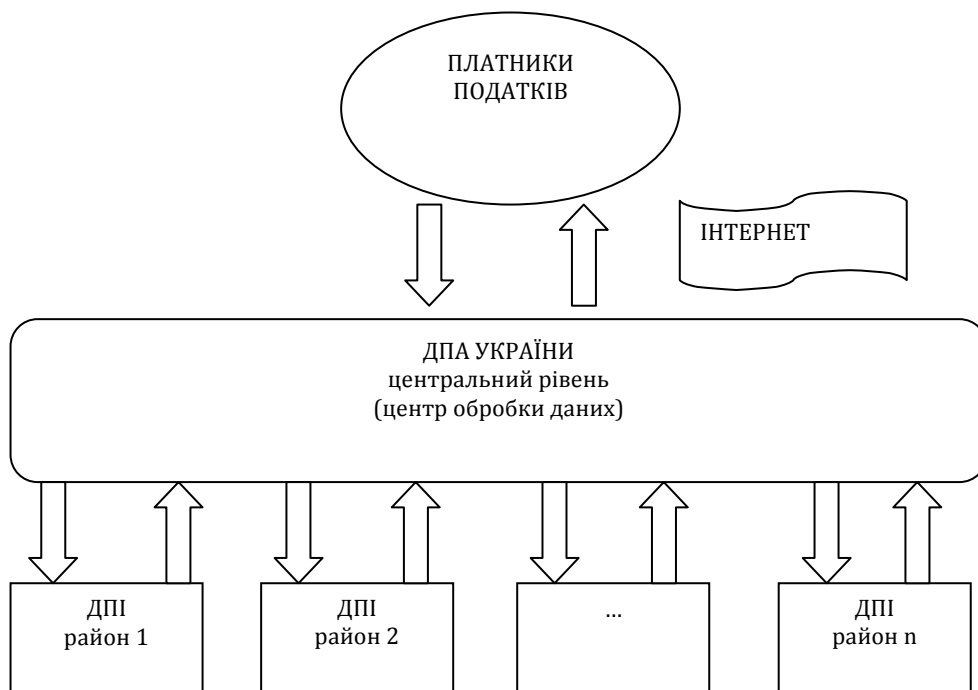 ПЛАТНИКИ
ПОДАТКІВ
ІНТЕРНЕТ
ДПА УКРАЇНИ
центральний рівень
(центр обробки даних)
ДПІ
район 1
ДПІ
район 2
...
ДПІ
район n